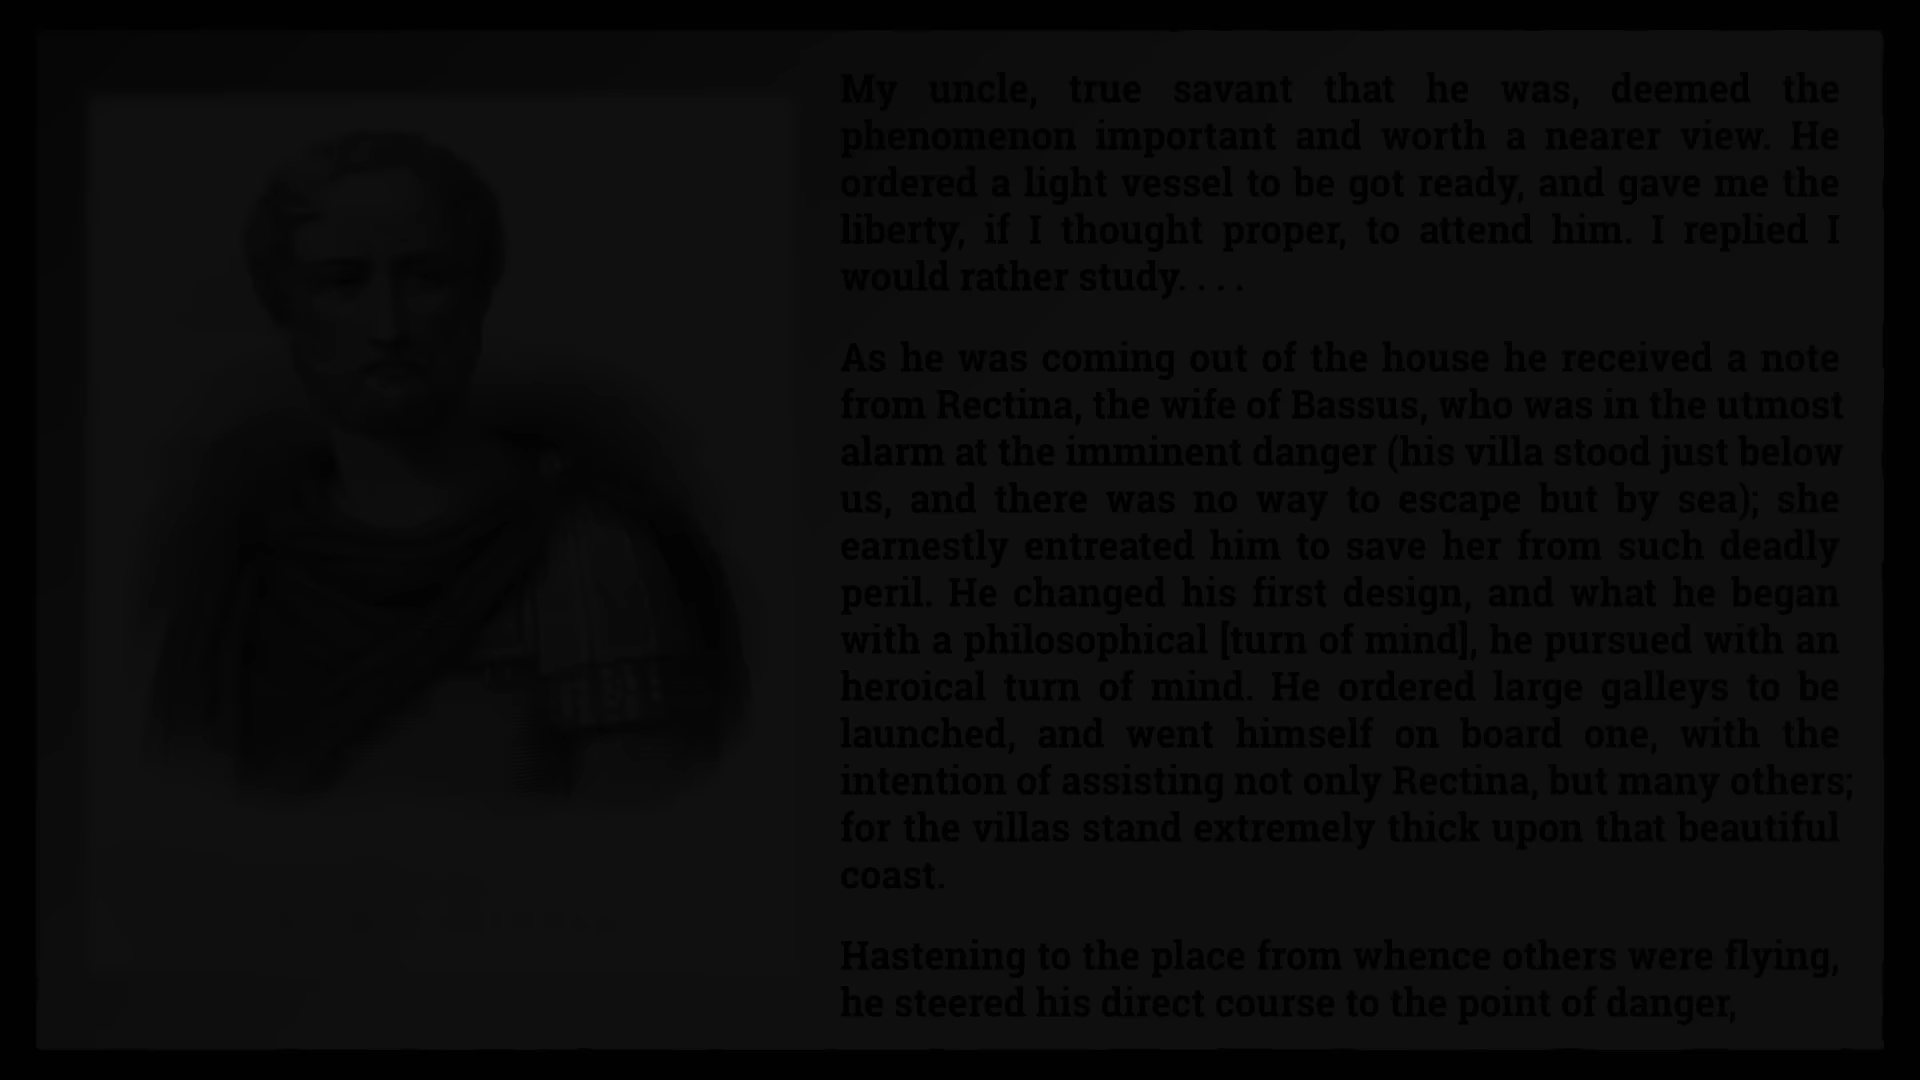 My uncle, true savant that he was, deemed the
phenomenon important and worth a nearer view. He
ordered a light vessel to be got ready, and gave me the
liberty, if I thought proper, to attend him. I replied I
would rather study. . . .
As he was coming out of the house he received a note
from Rectina, the wife of Bassus, who was in the utmost
alarm at the imminent danger (his villa stood just below
us, and there was no way to escape but by sea); she
earnestly entreated him to save her from such deadly
peril. He changed his first design, and what he began
with a philosophical [turn of mind], he pursued with an
heroical turn of mind. He ordered large galleys to be
launched, and went himself on board one, with the
intention of assisting not only Rectina, but many others;
for the villas stand extremely thick upon that beautiful
coast.
Hastening to the place from whence others were flying,
he steered his direct course to the point of danger,